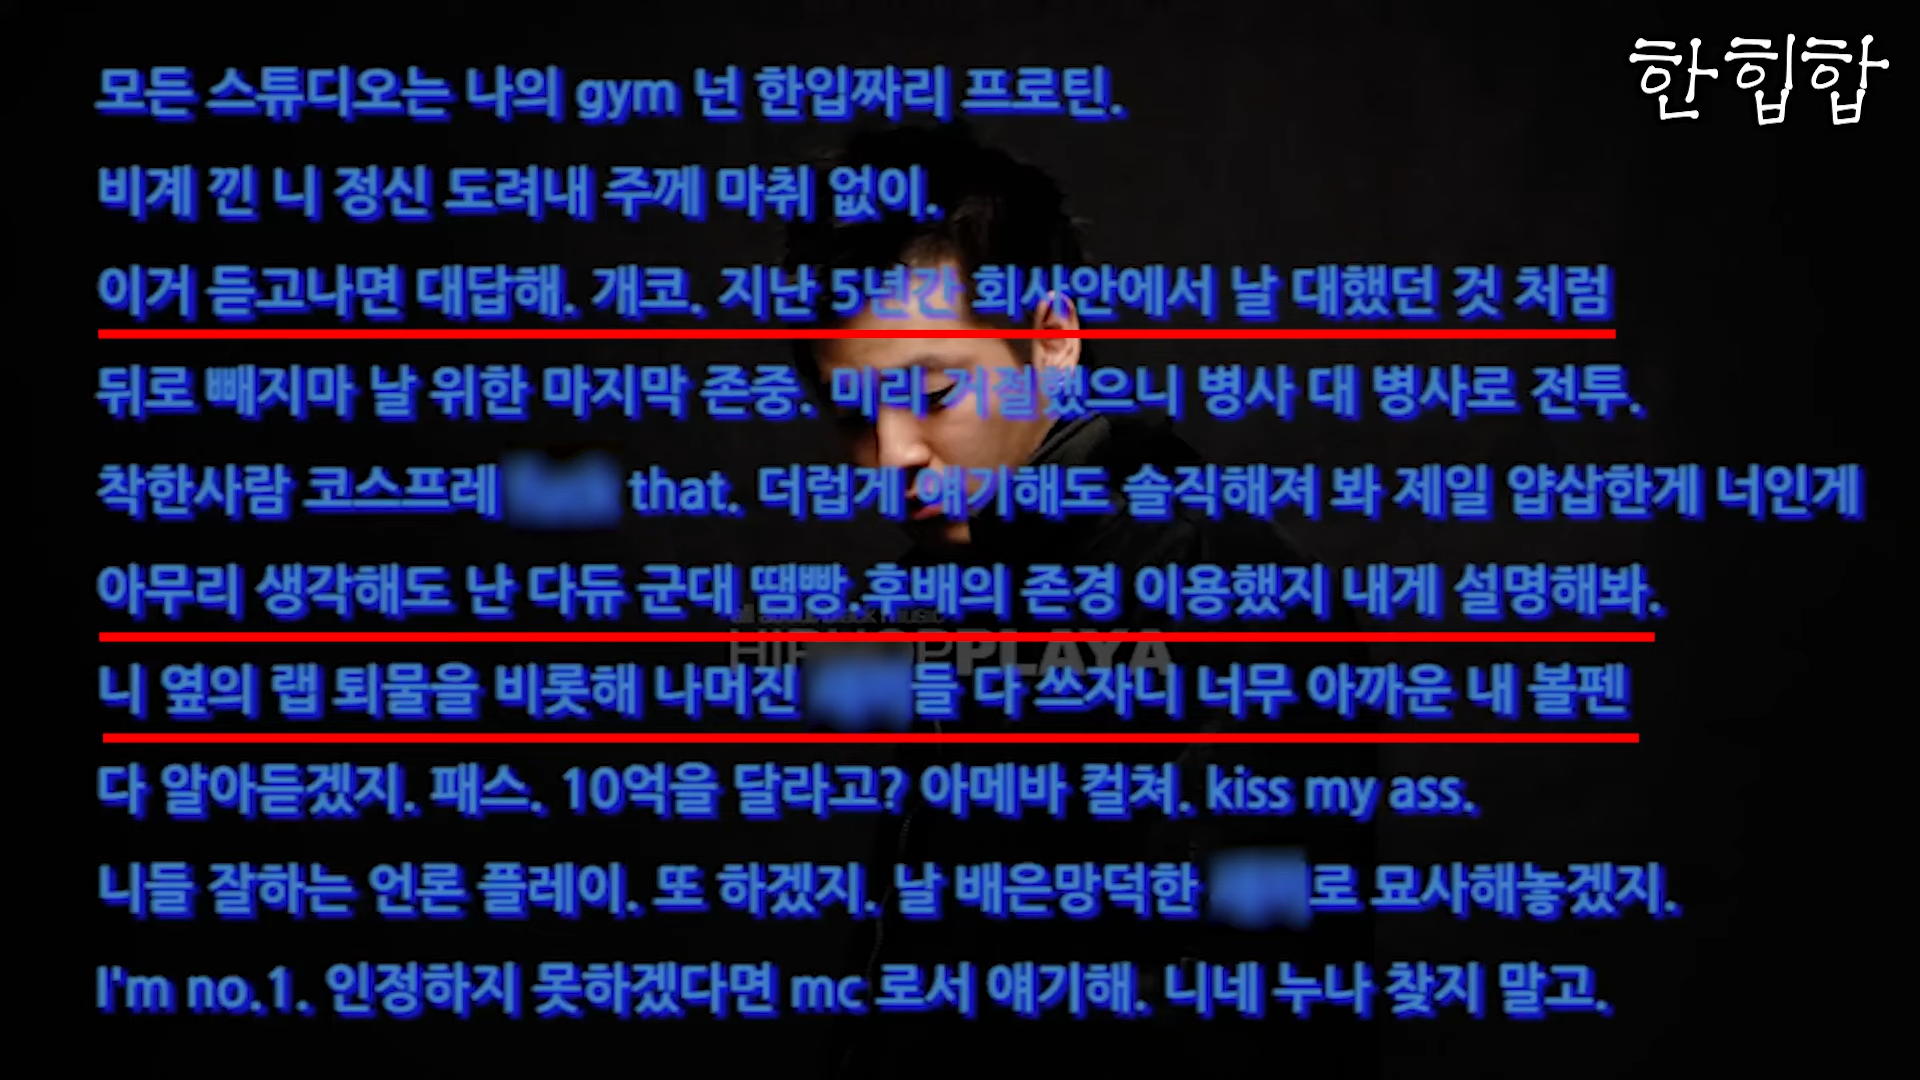 한힙합
모든 스튜디오는 나의 gym 넌 한입짜리 프로틴.
비계 낀 니 정신 도려내 주께 마취 없이.
이거 듣고나면 대답해. 개코. 지난 5년간 회사안에서 날 대했던 것 처럼
뒤로 빼지마 날 위한 마지막 존중. 미리 거절했으니 병사 대 병사로 전투.
착한사람 코스프레 that. 더럽게 얘기해도 솔직해져 봐 제일 얍삽한게 너인게
아무리 생각해도 난 다듀 군대 땜빵.후배의 존경 이용했지 내게 설명해봐.
all about black music
HIPHOPPLAYA
니 옆의 랩 퇴물을 비롯해 나머진 들 다 쓰자니 너무 아까운 내 볼펜
다 알아듣겠지. 패스. 10억을 달라고? 아메바 컬쳐. kiss my ass.
니들 잘하는 언론 플레이. 또 하겠지. 날 배은망덕한 로 묘사해놓겠지.
I'm no.1. 인정하지 못하겠다면 mc 로서 얘기해. 니네 누나 찾지 말고.